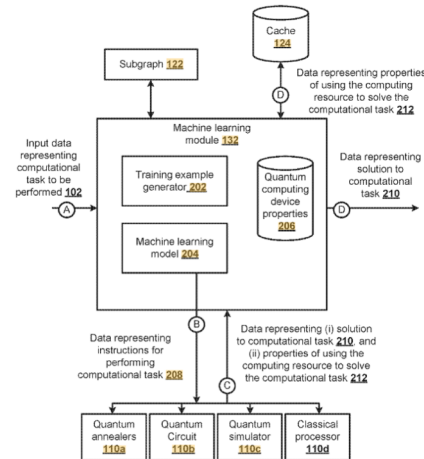 Cache
124
Subgraph 122
Data representing properties
of using the computing
resource to solve the
computational task 212
D
Machine learning
module 132
Input data
representing
computational
task to be
performed 102
A
Training example
generator 202
Quantum
computing
device
properties
206
Data representing
solution to
computational
task 210
D
Machine learning
model 204
B
Data representing
instructions for
performing
computational task 208
Data representing (i) solution
to computational task 210, and
(ii) properties of using the
computing resource to solve
the computational task 212
C
Quantum
annealers
110a
Quantum
Circuit
110b
Quantum
simulator
110c
Classical
processor
110d